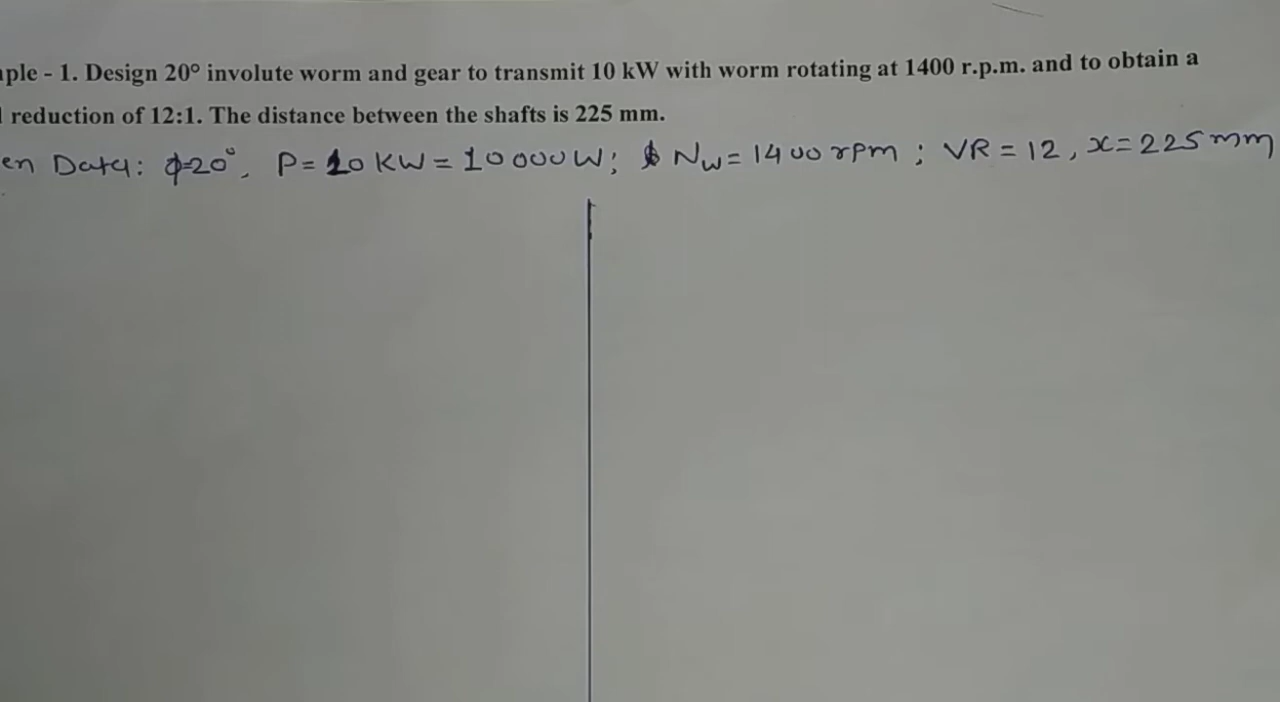 - 1. Design 20° involute worm and gear to transmit 10 kW with worm rotating at 1400 r.p.m. and to obtain a
reduction of 12:1. The distance between the shafts is 225 mm.
Data: φ=20°, P= 10 KW = 10000W; Nw= 1400 rpm ; VR = 12, x= 225 mm